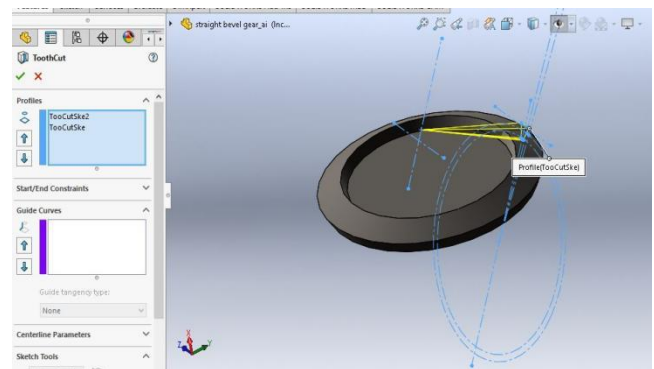 straight bevel gear_ai (Inc...
ToothCut
Profiles
TooCutSke2
TooCutSke
Profile(TooCutSke)
Start/End Constraints
Guide Curves
Guide tangency type:
None
Centerline Parameters
Sketch Tools
X
Y
Z